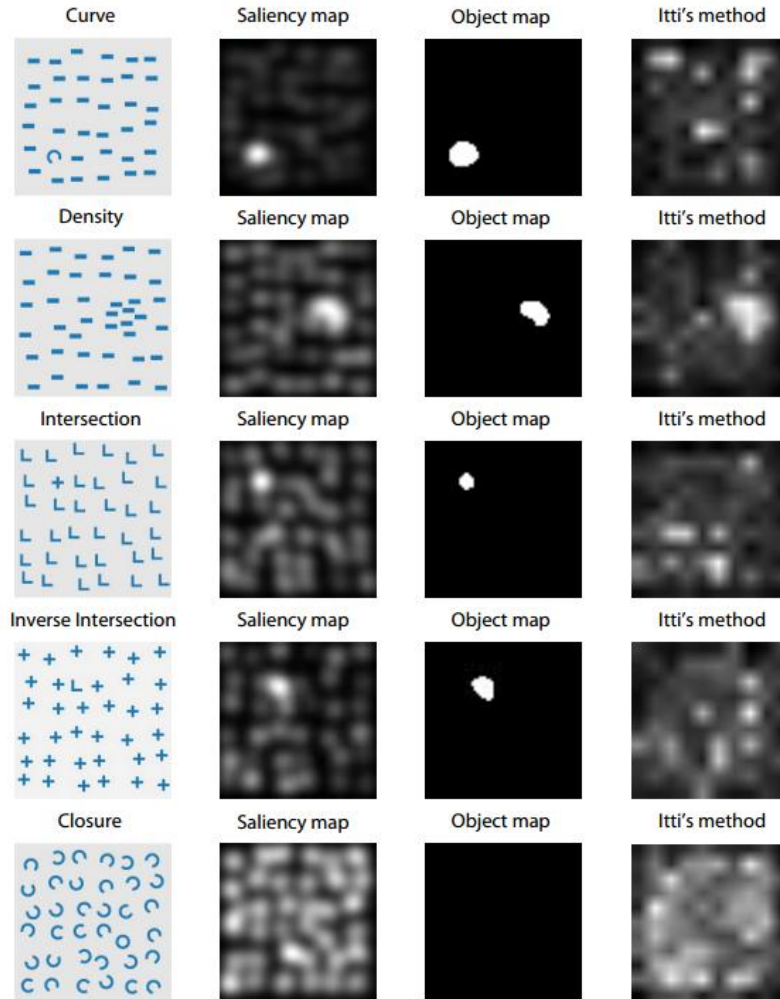 Curve Saliency map Object map Itti's method
Density Saliency map Object map Itti's method
Intersection Saliency map Object map Itti's method
Inverse Intersection Saliency map Object map Itti's method
Closure Saliency map Object map Itti's method